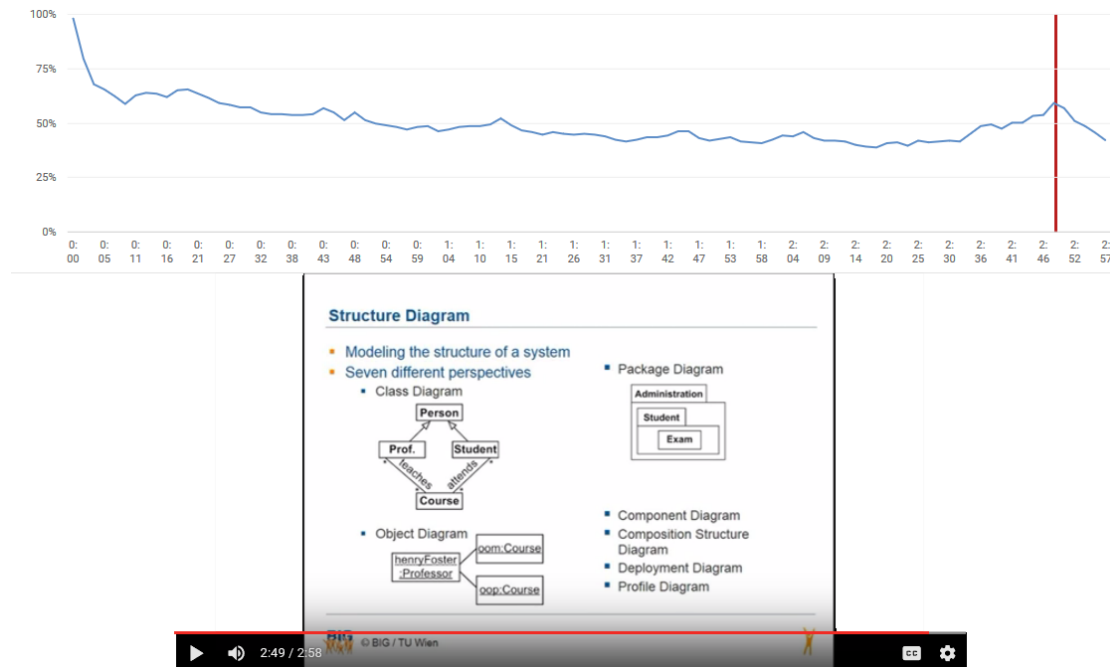 100%
75%
50%
25%
0%
0: 0: 0: 0: 0: 0: 0: 0: 0: 0: 0: 0: 1: 1: 1: 1: 1: 1: 1: 1: 1: 1: 1: 2: 2: 2: 2: 2: 2: 2: 2: 2: 2: 2:
00 05 11 16 21 27 32 38 43 48 54 59 04 10 15 21 26 31 37 42 47 53 58 04 09 14 20 25 30 36 41 46 52 57
Structure Diagram
Modeling the structure of a system
Seven different perspectives
Class Diagram
Person
Prof.
Student
teaches
attends
*
*
*
*
Course
Object Diagram
henryFoster
:Professor
oom:Course
oop:Course
Package Diagram
Administration
Student
Exam
Component Diagram
Composition Structure
Diagram
Deployment Diagram
Profile Diagram
BIG
© BIG / TU Wien
2:49 / 2:58
CC